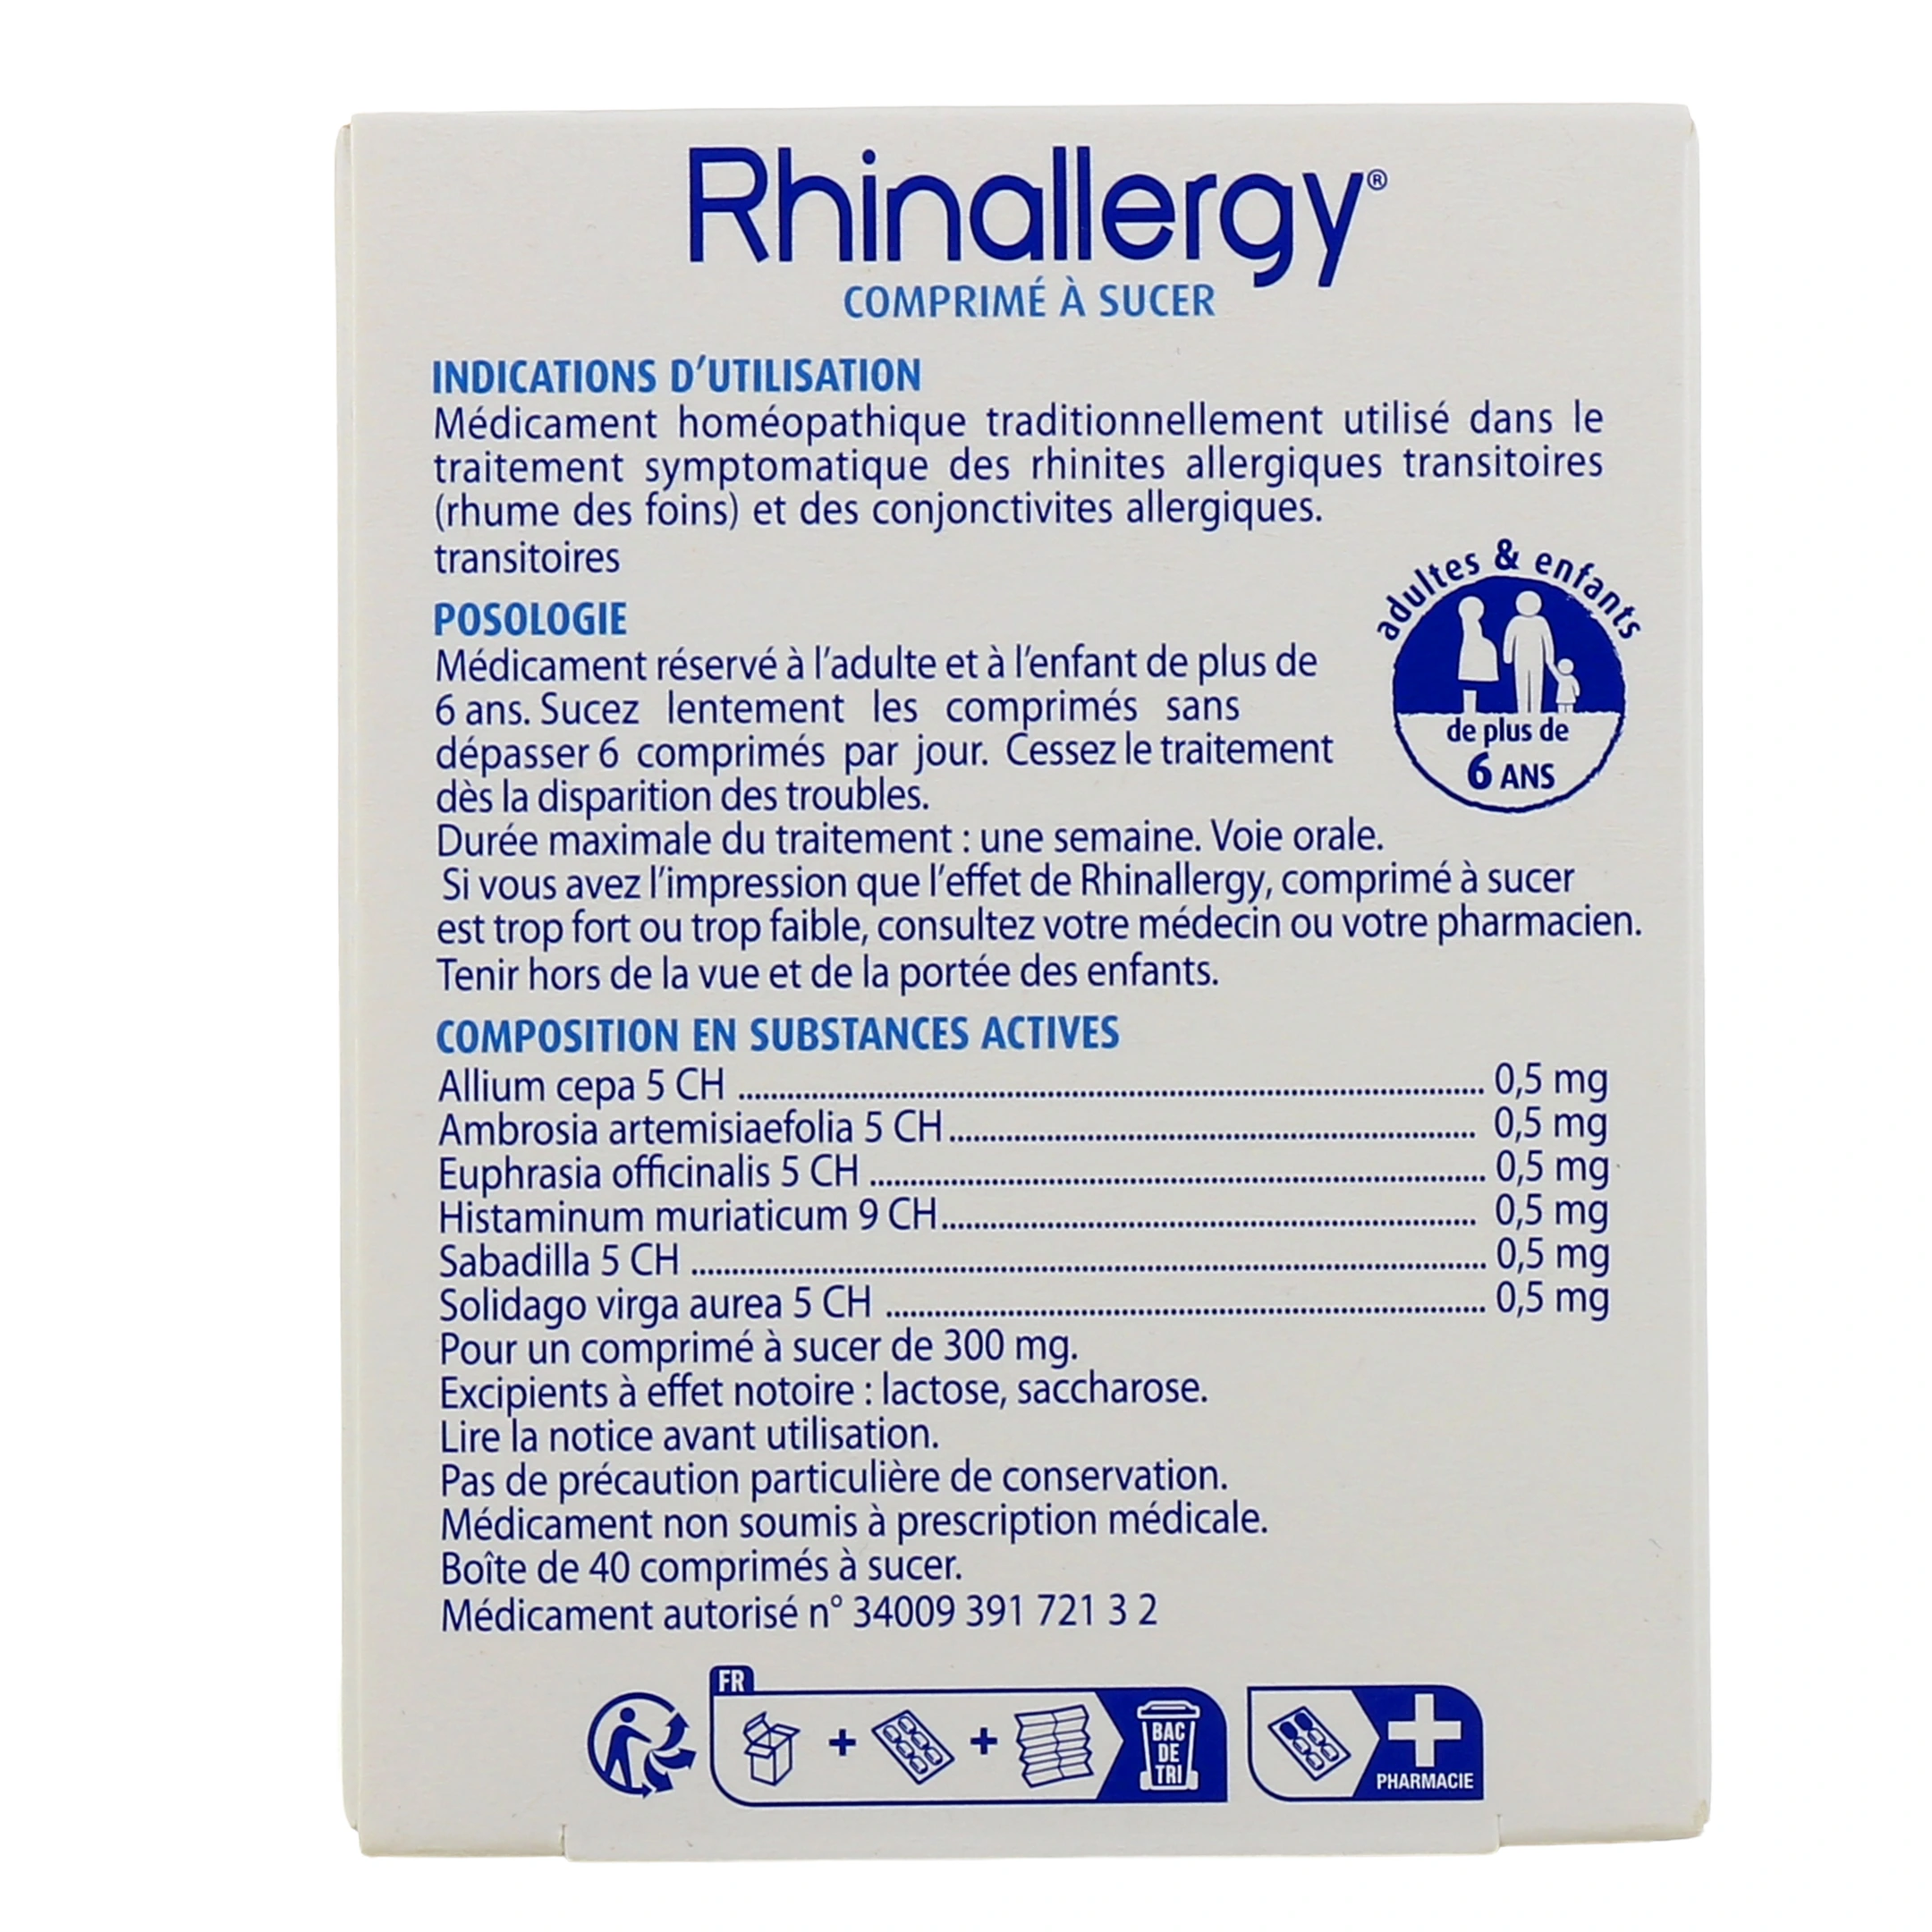 Rhinallergy®
COMPRIMÉ À SUCER
INDICATIONS D'UTILISATION
Médicament homéopathique traditionnellement utilisé dans le
traitement symptomatique des rhinites allergiques transitoires
(rhume des foins) et des conjonctivites allergiques.
transitoires
POSOLOGIE
Médicament réservé à l'adulte et à l'enfant de plus de
6 ans. Sucez lentement les comprimés sans
dépasser 6 comprimés par jour. Cessez le traitement
dès la disparition des troubles.
Durée maximale du traitement : une semaine. Voie orale.
Si vous avez l'impression que l'effet de Rhinallergy, comprimé à sucer
est trop fort ou trop faible, consultez votre médecin ou votre pharmacien.
Tenir hors de la vue et de la portée des enfants.
adultes & enfants
de plus de
6 ANS
COMPOSITION EN SUBSTANCES ACTIVES
Allium cepa 5 CH ........ 0,5 mg
Ambrosia artemisiaefolia 5 CH ........ 0,5 mg
Euphrasia officinalis 5 CH ........ 0,5 mg
Histaminum muriaticum 9 CH ........ 0,5 mg
Sabadilla 5 CH ........ 0,5 mg
Solidago virga aurea 5 CH ........ 0,5 mg
Pour un comprimé à sucer de 300 mg.
Excipients à effet notoire : lactose, saccharose.
Lire la notice avant utilisation.
Pas de précaution particulière de conservation.
Médicament non soumis à prescription médicale.
Boîte de 40 comprimés à sucer.
Médicament autorisé n° 34009 391 721 3 2
FR
+ +
BAC
DE
TRI
PHARMACIE